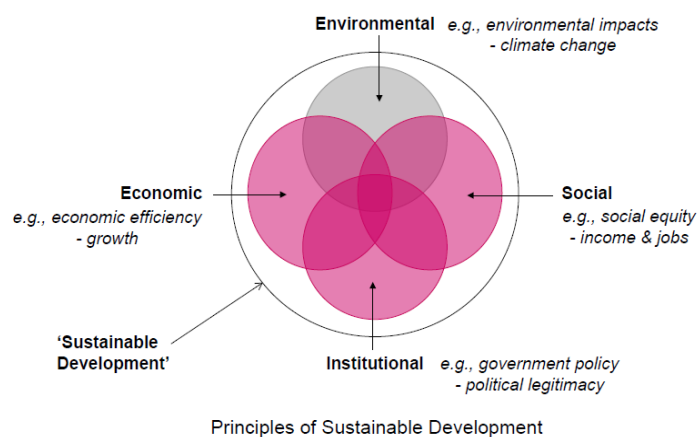 Environmental
e.g., environmental impacts
- climate change
Economic
e.g., economic efficiency
- growth
Social
e.g., social equity
- income & jobs
‘Sustainable
Development’
Institutional
e.g., government policy
- political legitimacy
Principles of Sustainable Development